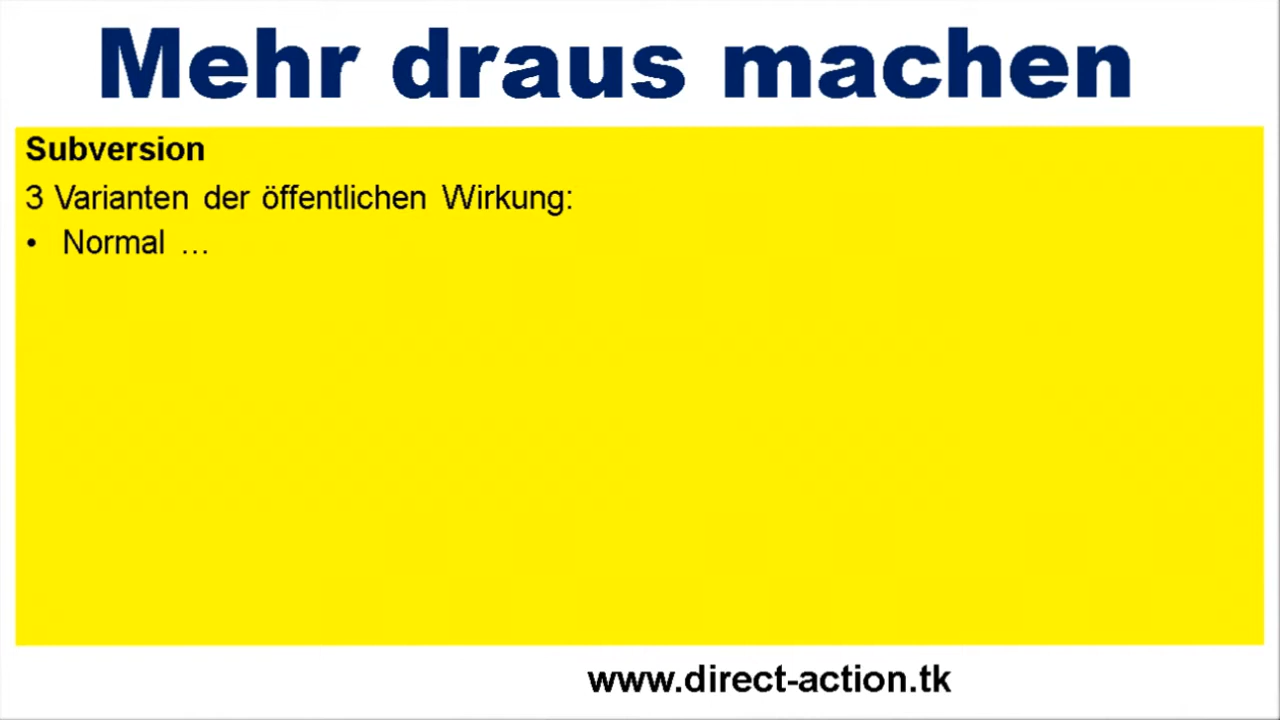 Mehr draus machen
Subversion
3 Varianten der öffentlichen Wirkung:
• Normal …
www.direct-action.tk